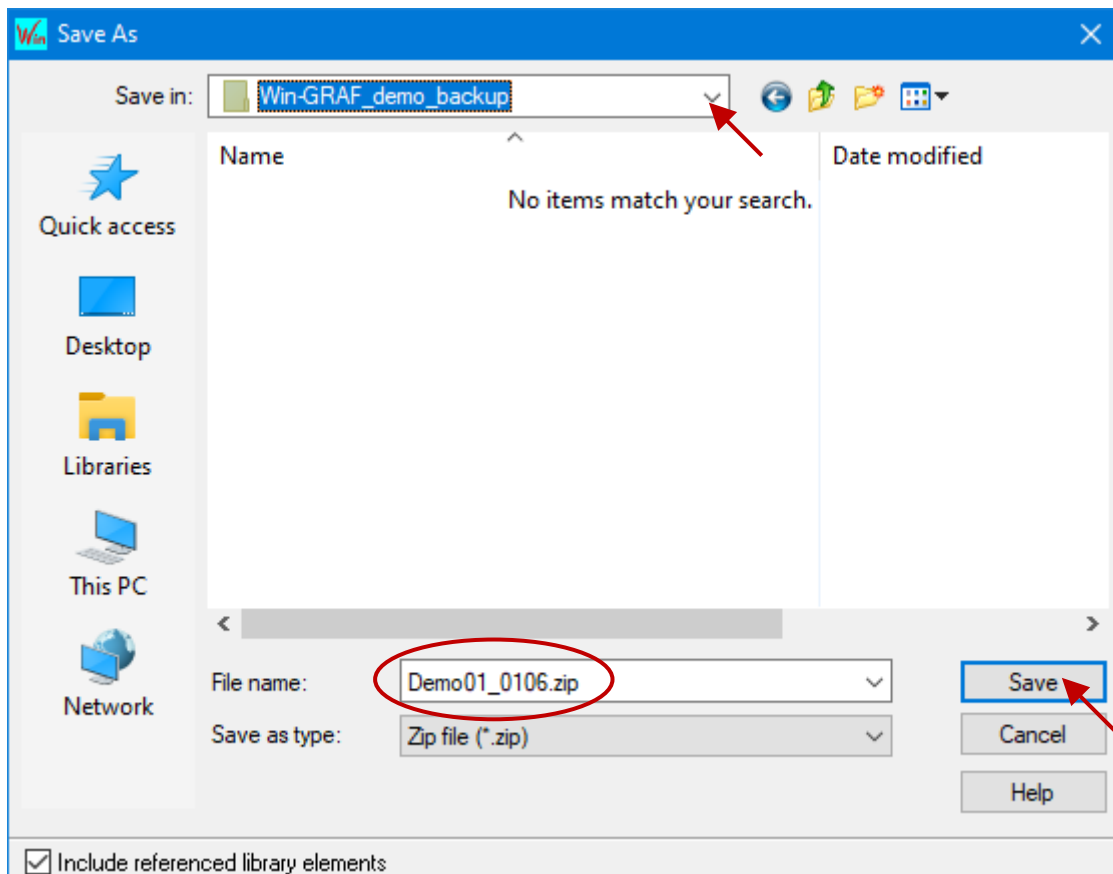 Win Save As
Save in: Win-GRAF_demo_backup
Name Date modified
No items match your search.
Quick access
Desktop
Libraries
This PC
Network
File name: Demo01_0106.zip Save
Save as type: Zip file (*.zip) Cancel
Help
Include referenced library elements